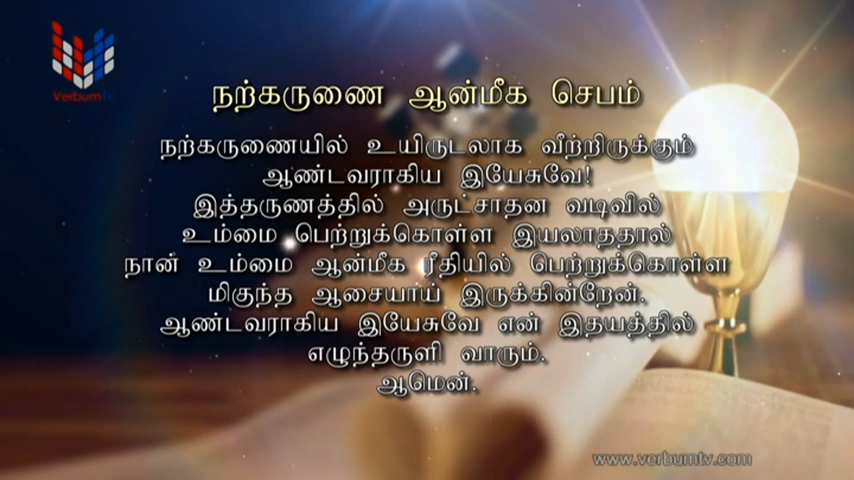 VerbumTV
நற்கருணை ஆன்மீக செபம்
நற்கருணையில் உயிருடலாக வீற்றிருக்கும்
ஆண்டவராகிய இயேசுவே!
இத்தருணத்தில் அருட்சாதன வடிவில்
உம்மை பெற்றுக்கொள்ள இயலாததால்
நான் உம்மை ஆன்மீக ரீதியில் பெற்றுக்கொள்ள
மிகுந்த ஆசையாய் இருக்கின்றேன்.
ஆண்டவராகிய இயேசுவே என் இதயத்தில்
எழுந்தருளி வாரும்.
ஆமென்.
www.verbumtv.com